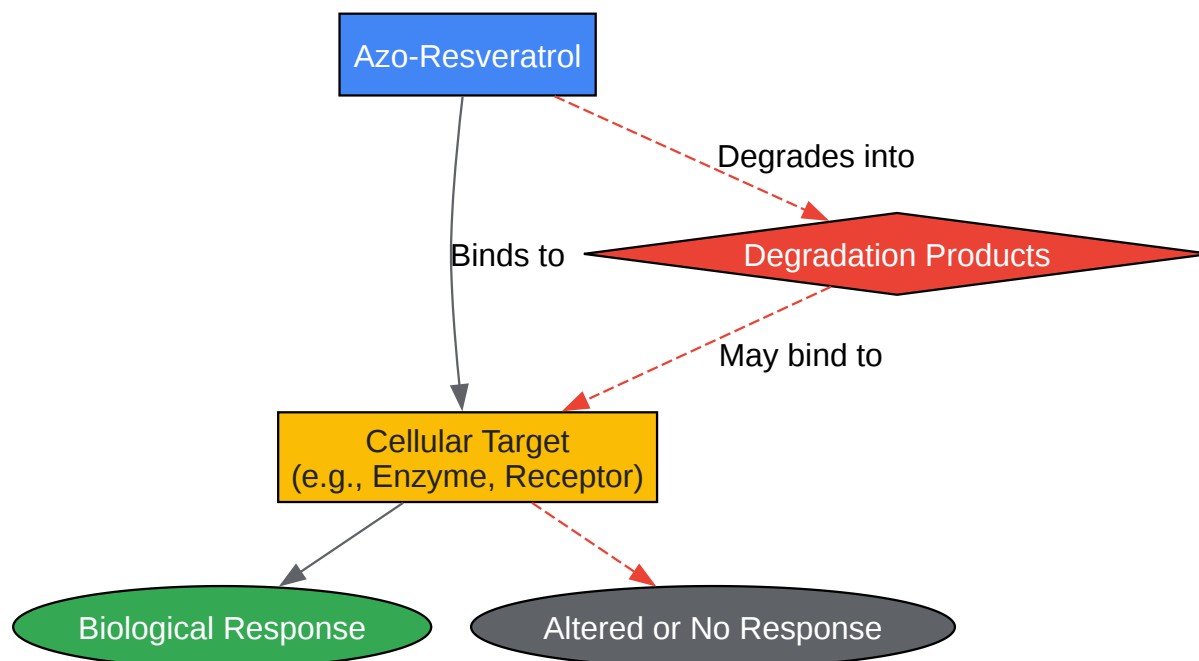 Azo-Resveratrol
Degrades into
Binds to
Degradation Products
May bind to
Cellular Target
(e.g., Enzyme, Receptor)
Biological Response
Altered or No Response